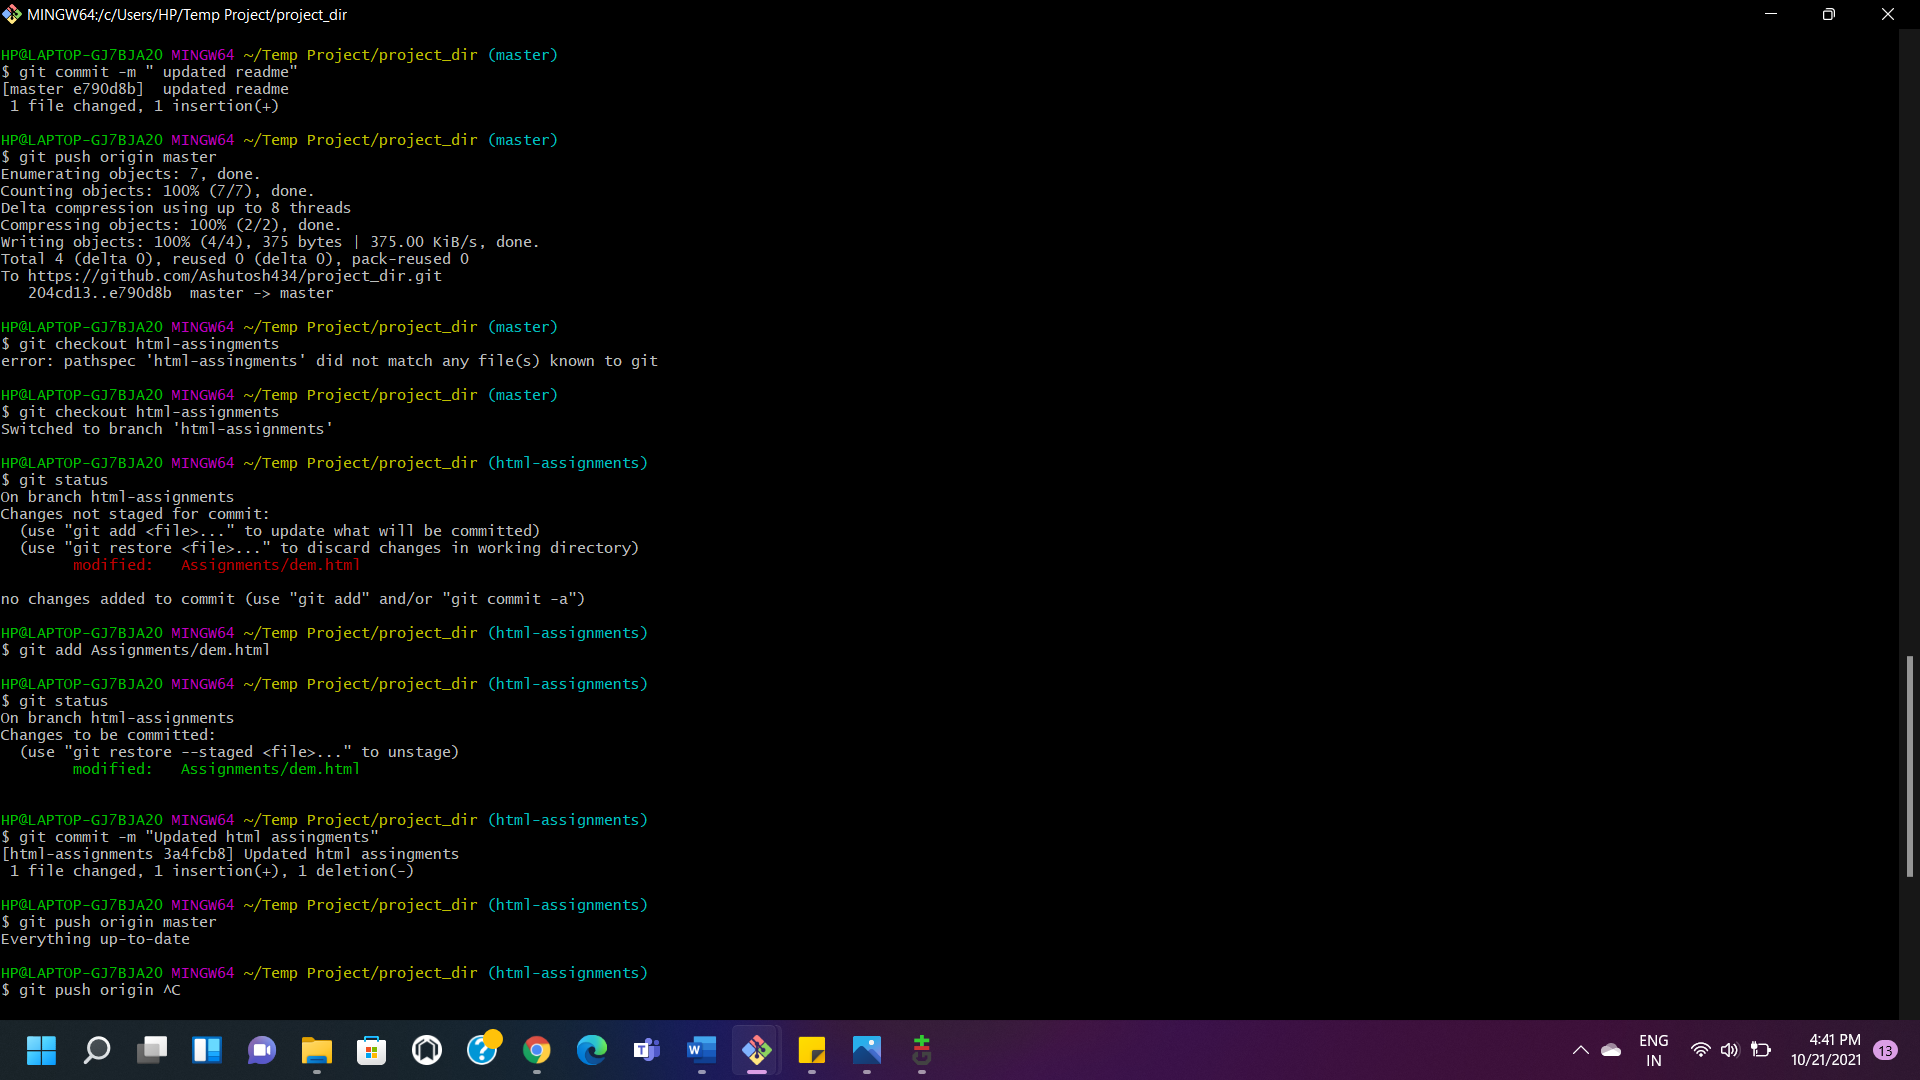 MINGW64:/c/Users/HP/Temp Project/project_dir
HP@LAPTOP-GJ7BJA2O MINGW64 ~/Temp Project/project_dir (master)
$ git commit -m " updated readme"
[master e790d8b]  updated readme
 1 file changed, 1 insertion(+)
HP@LAPTOP-GJ7BJA2O MINGW64 ~/Temp Project/project_dir (master)
$ git push origin master
Enumerating objects: 7, done.
Counting objects: 100% (7/7), done.
Delta compression using up to 8 threads
Compressing objects: 100% (2/2), done.
Writing objects: 100% (4/4), 375 bytes | 375.00 KiB/s, done.
Total 4 (delta 0), reused 0 (delta 0), pack-reused 0
To https://github.com/Ashutosh434/project_dir.git
   204cd13..e790d8b  master -> master
HP@LAPTOP-GJ7BJA2O MINGW64 ~/Temp Project/project_dir (master)
$ git checkout html-assingments
error: pathspec 'html-assingments' did not match any file(s) known to git
HP@LAPTOP-GJ7BJA2O MINGW64 ~/Temp Project/project_dir (master)
$ git checkout html-assignments
Switched to branch 'html-assignments'
HP@LAPTOP-GJ7BJA2O MINGW64 ~/Temp Project/project_dir (html-assignments)
$ git status
On branch html-assignments
Changes not staged for commit:
  (use "git add <file>..." to update what will be committed)
  (use "git restore <file>..." to discard changes in working directory)
        modified:   Assignments/dem.html
no changes added to commit (use "git add" and/or "git commit -a")
HP@LAPTOP-GJ7BJA2O MINGW64 ~/Temp Project/project_dir (html-assignments)
$ git add Assignments/dem.html
HP@LAPTOP-GJ7BJA2O MINGW64 ~/Temp Project/project_dir (html-assignments)
$ git status
On branch html-assignments
Changes to be committed:
  (use "git restore --staged <file>..." to unstage)
        modified:   Assignments/dem.html
HP@LAPTOP-GJ7BJA2O MINGW64 ~/Temp Project/project_dir (html-assignments)
$ git commit -m "Updated html assingments"
[html-assignments 3a4fcb8] Updated html assingments
 1 file changed, 1 insertion(+), 1 deletion(-)
HP@LAPTOP-GJ7BJA2O MINGW64 ~/Temp Project/project_dir (html-assignments)
$ git push origin master
Everything up-to-date
HP@LAPTOP-GJ7BJA2O MINGW64 ~/Temp Project/project_dir (html-assignments)
$ git push origin ^C
ENG
IN
4:41 PM
10/21/2021
13